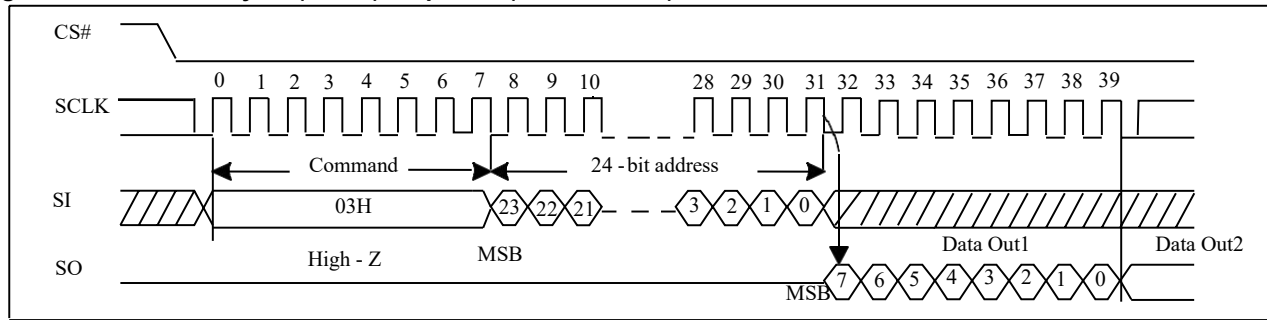 CS#
0 1 2 3 4 5 6 7 8 9 10 28 29 30 31 32 33 34 35 36 37 38 39
SCLK
Command 24 -bit address
SI 03H 23 22 21 3 2 1 0
High - Z MSB Data Out1 Data Out2
SO MSB 7 6 5 4 3 2 1 0